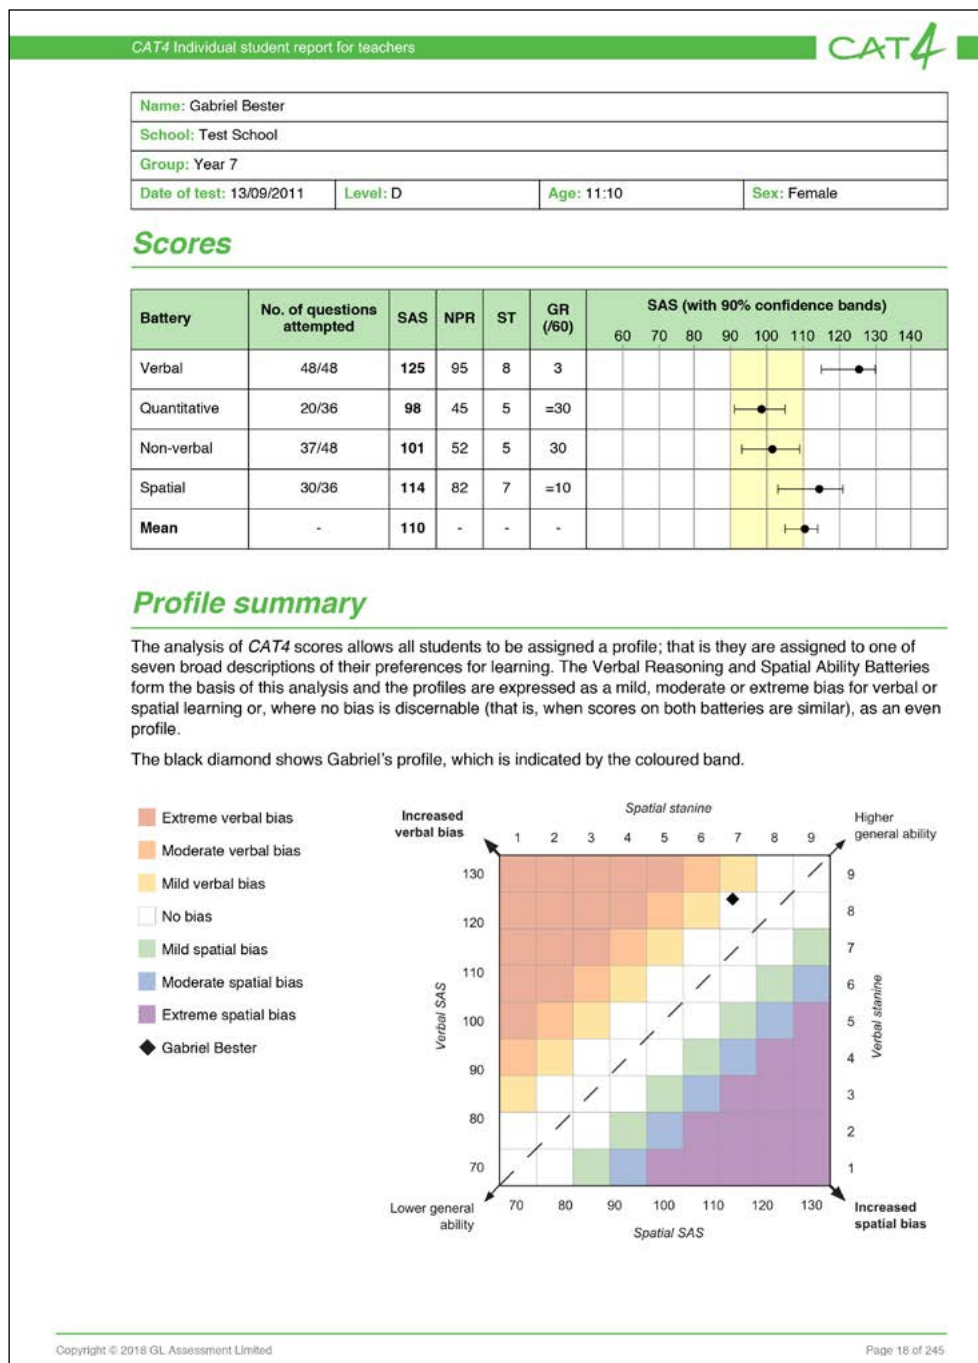 CAT4 Individual student report for teachers
CAT4
Name: Gabriel Bester
School: Test School
Group: Year 7
Date of test: 13/09/2011 Level: D Age: 11:10 Sex: Female
Scores
Battery No. of questions attempted SAS NPR ST GR (/60) SAS (with 90% confidence bands)
60 70 80 90 100 110 120 130 140
Verbal 48/48 125 95 8 3
Quantitative 20/36 98 45 5 =30
Non-verbal 37/48 101 52 5 30
Spatial 30/36 114 82 7 =10
Mean - 110 - - -
Profile summary
The analysis of CAT4 scores allows all students to be assigned a profile; that is they are assigned to one of
seven broad descriptions of their preferences for learning. The Verbal Reasoning and Spatial Ability Batteries
form the basis of this analysis and the profiles are expressed as a mild, moderate or extreme bias for verbal or
spatial learning or, where no bias is discernable (that is, when scores on both batteries are similar), as an even
profile.
The black diamond shows Gabriel's profile, which is indicated by the coloured band.
Extreme verbal bias
Moderate verbal bias
Mild verbal bias
No bias
Mild spatial bias
Moderate spatial bias
Extreme spatial bias
Gabriel Bester
Increased
verbal bias
Spatial stanine
1 2 3 4 5 6 7 8 9
Higher
general ability
130
120
110
100
90
80
70
Verbal SAS
9
8
7
6
5
4
3
2
1
Verbal stanine
Lower general
ability
70 80 90 100 110 120 130
Spatial SAS
Increased
spatial bias
Copyright © 2018 GL Assessment Limited
Page 18 of 245